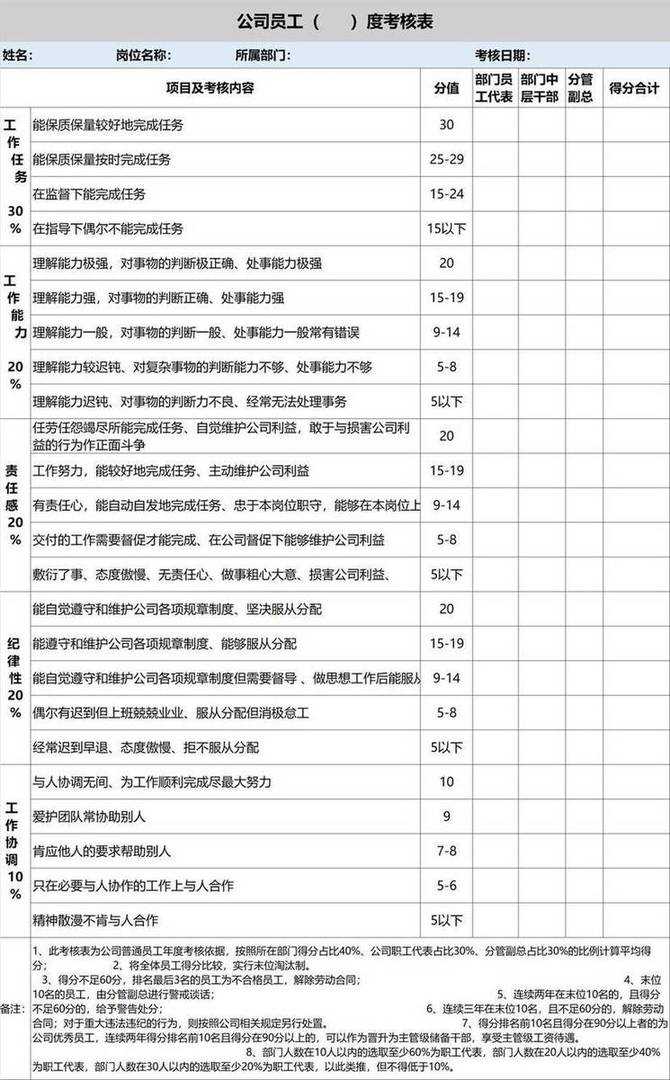 公司员工（ ）度考核表
姓名： 岗位名称： 所属部门： 考核日期：
项目及考核内容 分值 部门员工代表 部门中层干部 分管副总 得分合计
工作任务 30%
能保质保量较好地完成任务 30
能保质保量按时完成任务 25-29
在监督下能完成任务 15-24
在指导下偶尔不能完成任务 15以下
工作能力 20%
理解能力极强，对事物的判断极正确、处事能力极强 20
理解能力强，对事物的判断正确、处事能力强 15-19
理解能力一般，对事物的判断一般、处事能力一般常有错误 9-14
理解能力较迟钝、对复杂事物的判断能力不够、处事能力不够 5-8
理解能力迟钝、对事物的判断力不良、经常无法处理事务 5以下
责任感 20%
任劳任怨竭尽所能完成任务、自觉维护公司利益，敢于与损害公司利
益的行为作正面斗争 20
工作努力，能较好地完成任务、主动维护公司利益 15-19
有责任心，能自动自发地完成任务、忠于本岗位职守，能够在本岗位上 9-14
交付的工作需要督促才能完成、在公司督促下能够维护公司利益 5-8
敷衍了事、态度傲慢、无责任心、做事粗心大意、损害公司利益、 5以下
纪律性 20%
能自觉遵守和维护公司各项规章制度、坚决服从分配 20
能遵守和维护公司各项规章制度、能够服从分配 15-19
能自觉遵守和维护公司各项规章制度但需要督导 、做思想工作后能服从 9-14
偶尔有迟到但上班兢兢业业、服从分配但消极怠工 5-8
经常迟到早退、态度傲慢、拒不服从分配 5以下
工作协调 10%
与人协调无间、为工作顺利完成尽最大努力 10
爱护团队常协助别人 9
肯应他人的要求帮助别人 7-8
只在必要与人协作的工作上与人合作 5-6
精神散漫不肯与人合作 5以下
备注：
1、此考核表为公司普通员工年度考核依据，按照所在部门得分占比40%、公司职工代表占比30%、分管副总占比30%的比例计算平均得
分； 2、将全体员工得分比较，实行末位淘汰制。
3、得分不足60分，排名最后3名的员工为不合格员工，解除劳动合同； 4、末位
10名的员工，由分管副总进行警戒谈话； 5、连续两年在末位10名的，且得分
不足60分的，给予警告处分； 6、连续三年在末位10名，且不足60分的，解除劳动
合同；对于重大违法违纪的行为，则按照公司相关规定另行处置。 7、得分排名前10名且得分在90分以上者的为
公司优秀员工，连续两年得分排名前10名且得分在90分以上的，可以作为晋升为主管级储备干部，享受主管级工资待遇。
8、部门人数在10人以内的选取至少60%为职工代表，部门人数在20人以内的选取至少40%
为职工代表，部门人数在30人以内的选取至少20%为职工代表，以此类推，但不得低于10%。